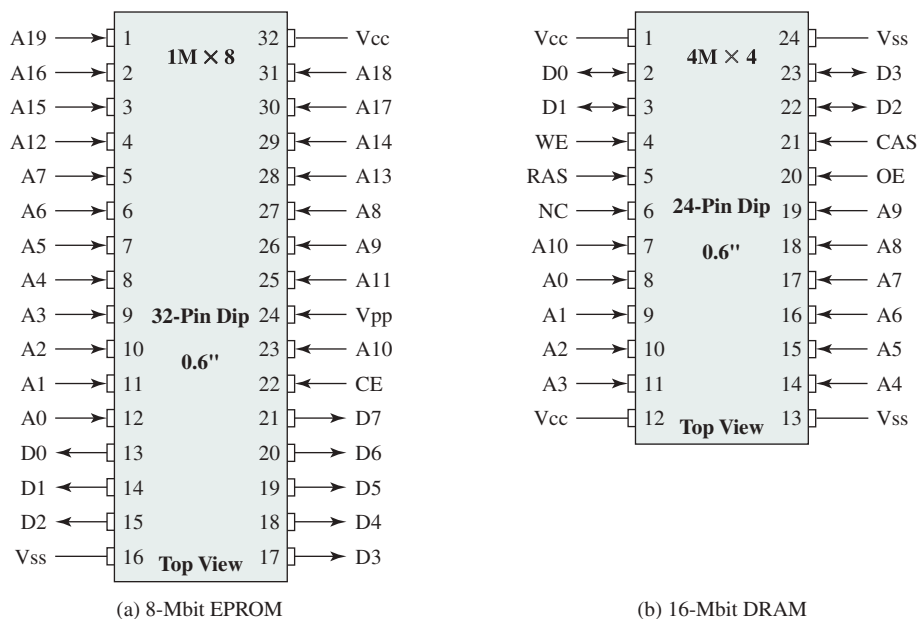 A19 1 1M × 8 32 Vcc
A16 2 31 A18
A15 3 30 A17
A12 4 29 A14
A7 5 28 A13
A6 6 27 A8
A5 7 26 A9
A4 8 25 A11
A3 9 32-Pin Dip 24 Vpp
A2 10 0.6" 23 A10
A1 11 22 CE
A0 12 21 D7
D0 13 20 D6
D1 14 19 D5
D2 15 18 D4
Vss 16 Top View 17 D3
(a) 8-Mbit EPROM
Vcc 1 4M × 4 24 Vss
D0 2 23 D3
D1 3 22 D2
WE 4 21 CAS
RAS 5 20 OE
NC 6 24-Pin Dip 19 A9
A10 7 0.6" 18 A8
A0 8 17 A7
A1 9 16 A6
A2 10 15 A5
A3 11 14 A4
Vcc 12 Top View 13 Vss
(b) 16-Mbit DRAM